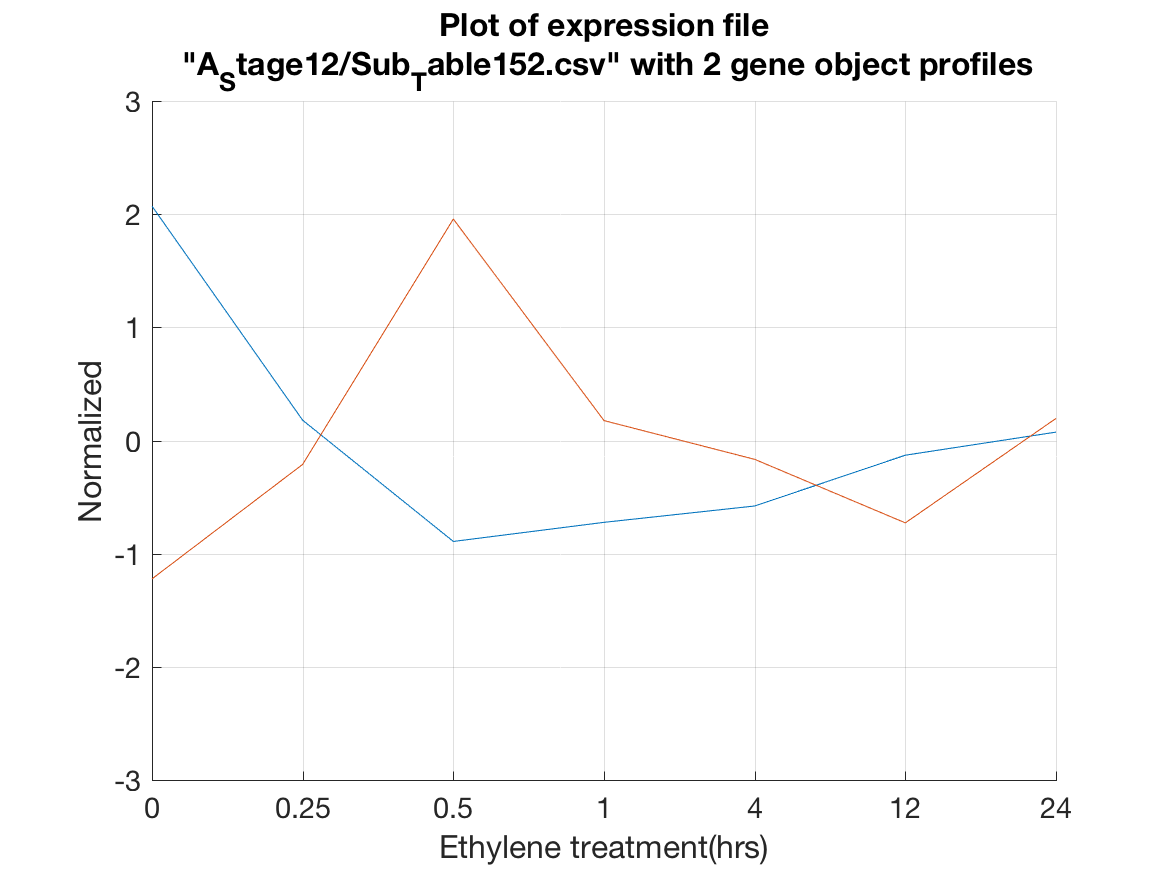 Plot of expression file
"AStage12/SubTable152.csv" with 2 gene object profiles
3
2
1
0
-1
-2
-3
Normalized
0 0.25 0.5 1 4 12 24
Ethylene treatment(hrs)